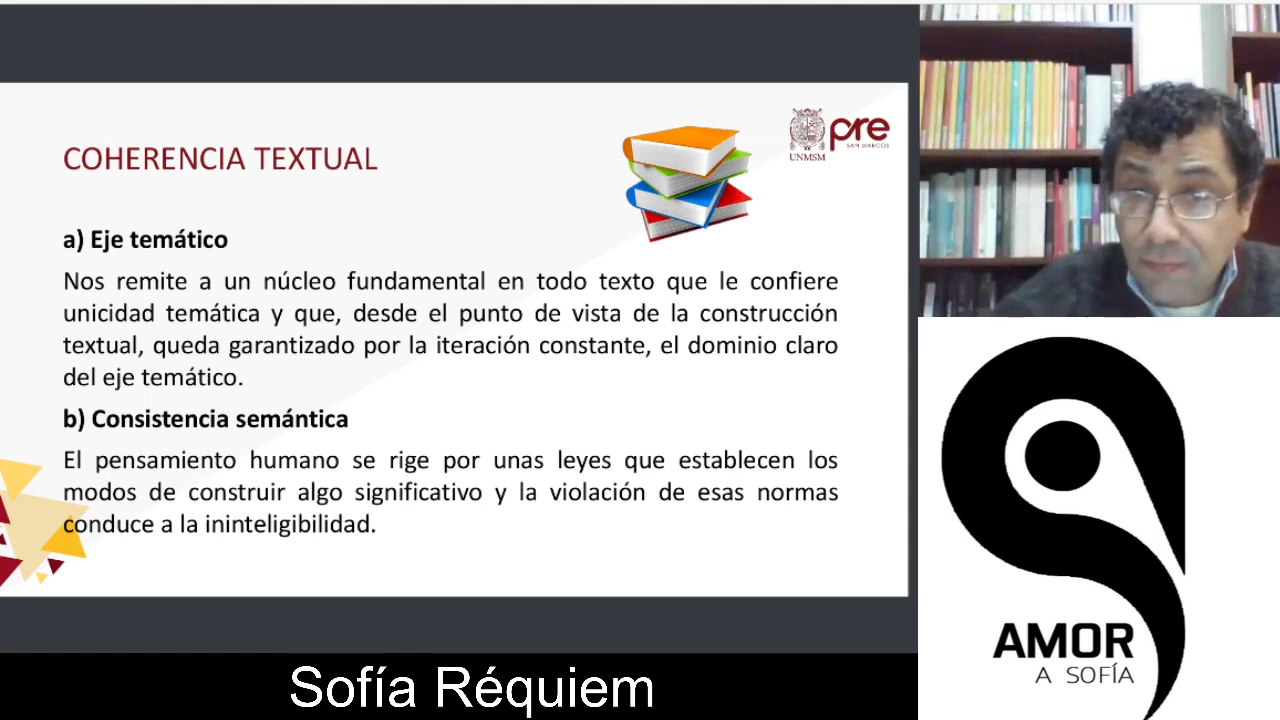 COHERENCIA TEXTUAL
UNMSM
pre
SAN MARCOS
a) Eje temático
Nos remite a un núcleo fundamental en todo texto que le confiere
unicidad temática y que, desde el punto de vista de la construcción
textual, queda garantizado por la iteración constante, el dominio claro
del eje temático.
b) Consistencia semántica
El pensamiento humano se rige por unas leyes que establecen los
modos de construir algo significativo y la violación de esas normas
conduce a la ininteligibilidad.
AMOR
A SOFÍA
Sofía Réquiem